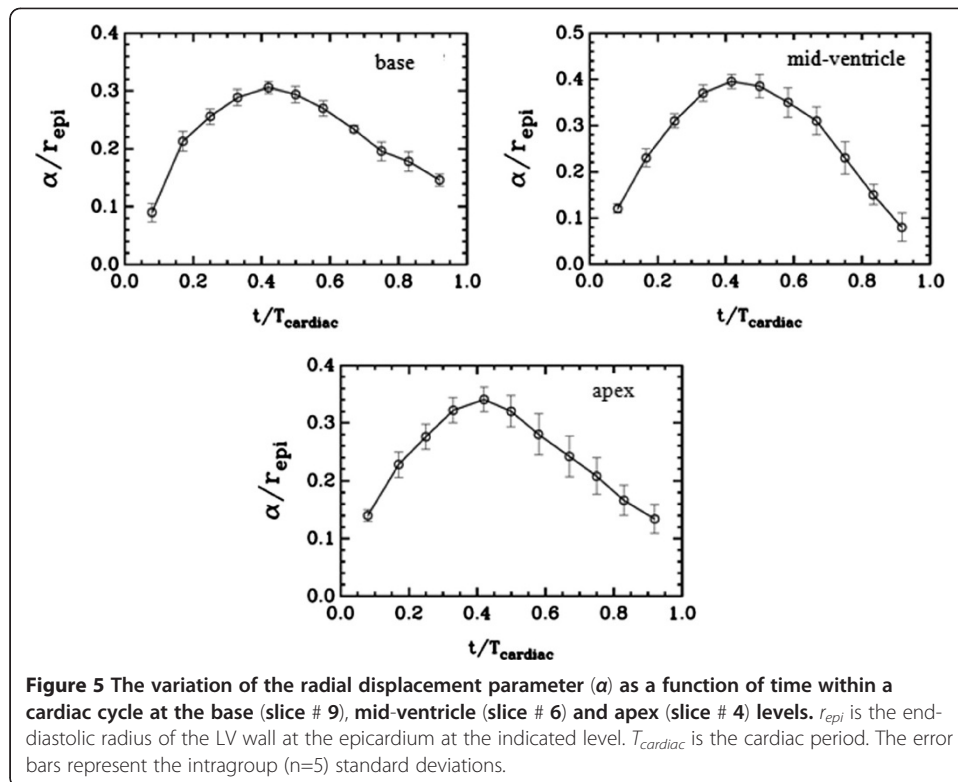 0.4
0.3
0.2
0.1
0.0
α/r_epi
base
0.0 0.2 0.4 0.6 0.8 1.0
t/T_cardiac
0.5
0.4
0.3
0.2
0.1
0.0
α/r_epi
mid-ventricle
0.0 0.2 0.4 0.6 0.8 1.0
t/T_cardiac
0.4
0.3
0.2
0.1
0.0
α/r_epi
apex
0.0 0.2 0.4 0.6 0.8 1.0
t/T_cardiac
Figure 5 The variation of the radial displacement parameter (α) as a function of time within a
cardiac cycle at the base (slice # 9), mid-ventricle (slice # 6) and apex (slice # 4) levels. r_epi is the end-
diastolic radius of the LV wall at the epicardium at the indicated level. T_cardiac is the cardiac period. The error
bars represent the intragroup (n=5) standard deviations.